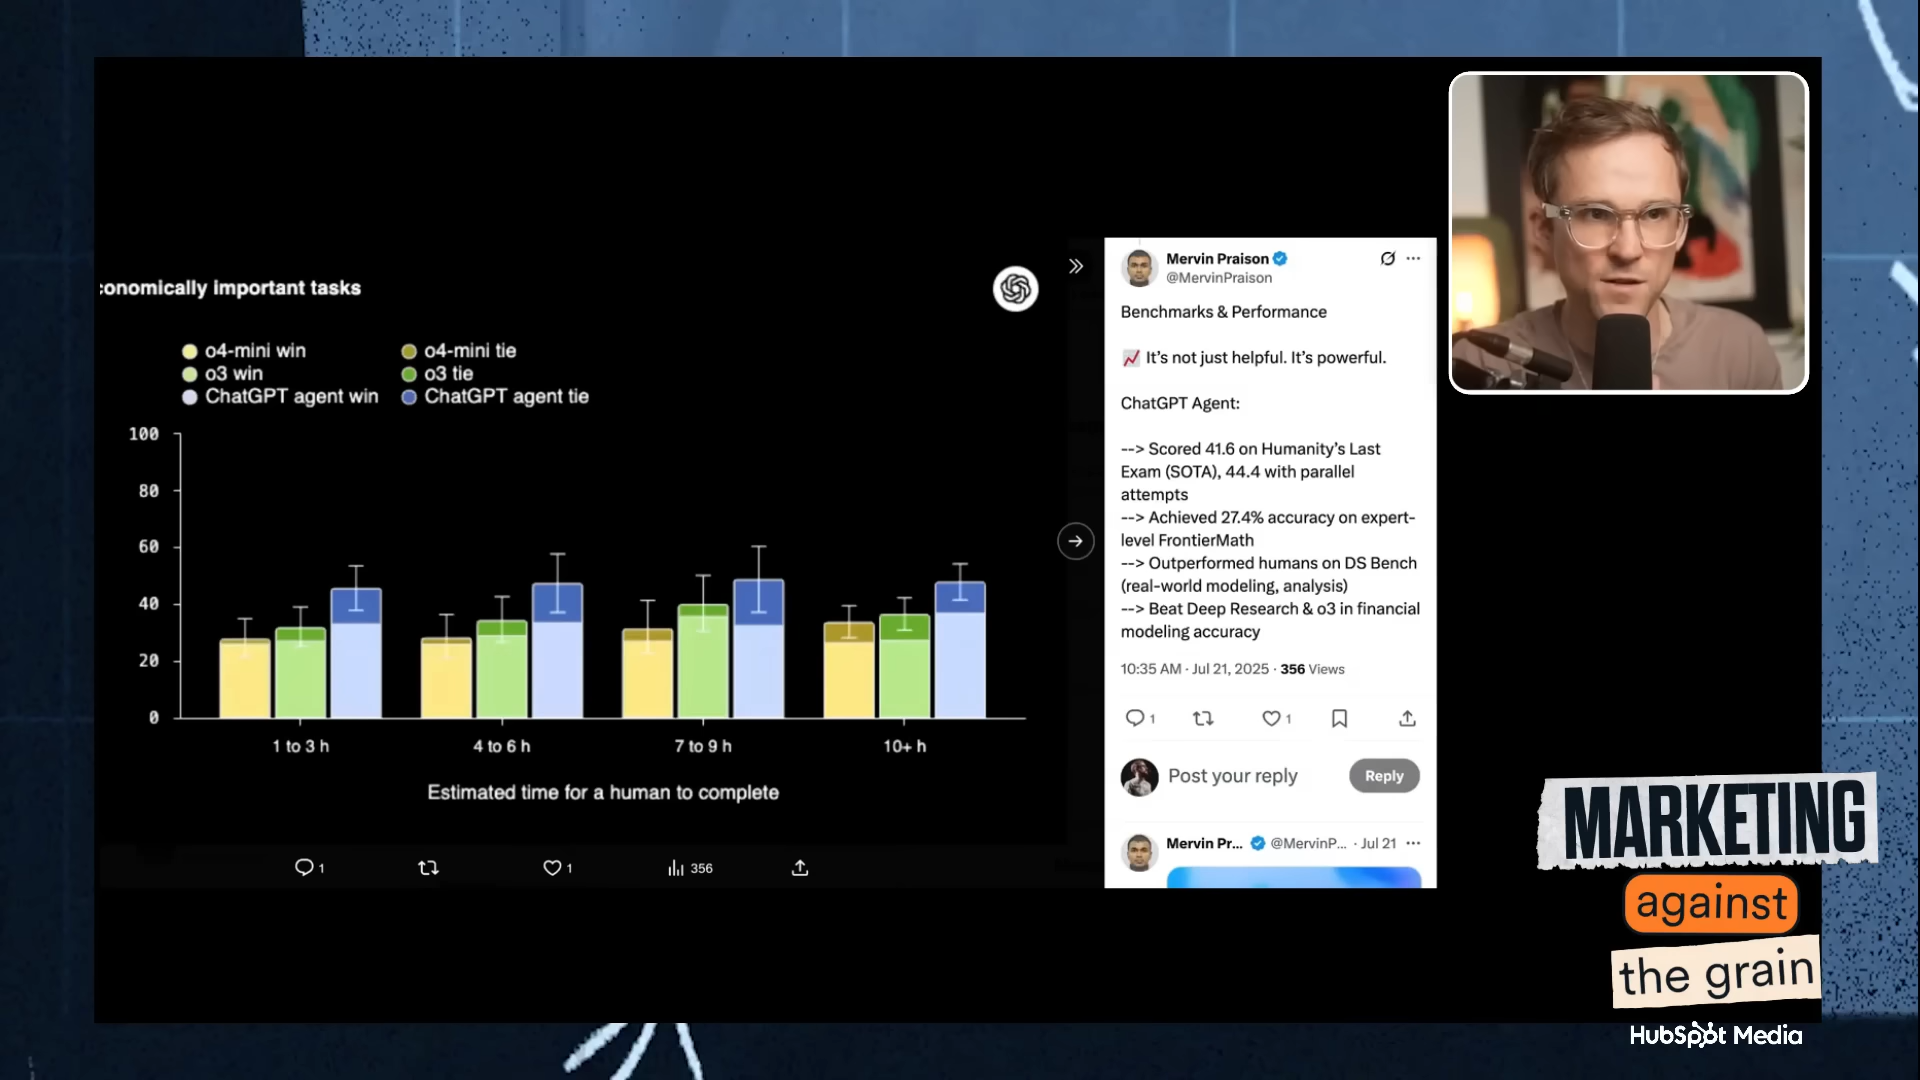 conomically important tasks
o4-mini win
o4-mini tie
o3 win
o3 tie
ChatGPT agent win
ChatGPT agent tie
100
80
60
40
20
0
1 to 3 h
4 to 6 h
7 to 9 h
10+ h
Estimated time for a human to complete
1
1
356
Mervin Praison
@MervinPraison
Benchmarks & Performance
📈 It's not just helpful. It's powerful.
ChatGPT Agent:
--> Scored 41.6 on Humanity's Last
Exam (SOTA), 44.4 with parallel
attempts
--> Achieved 27.4% accuracy on expert-
level FrontierMath
--> Outperformed humans on DS Bench
(real-world modeling, analysis)
--> Beat Deep Research & o3 in financial
modeling accuracy
10:35 AM · Jul 21, 2025 · 356 Views
1
1
Post your reply
Reply
Mervin Pr... @MervinP... · Jul 21
MARKETING
against
the grain
HubSpot Media